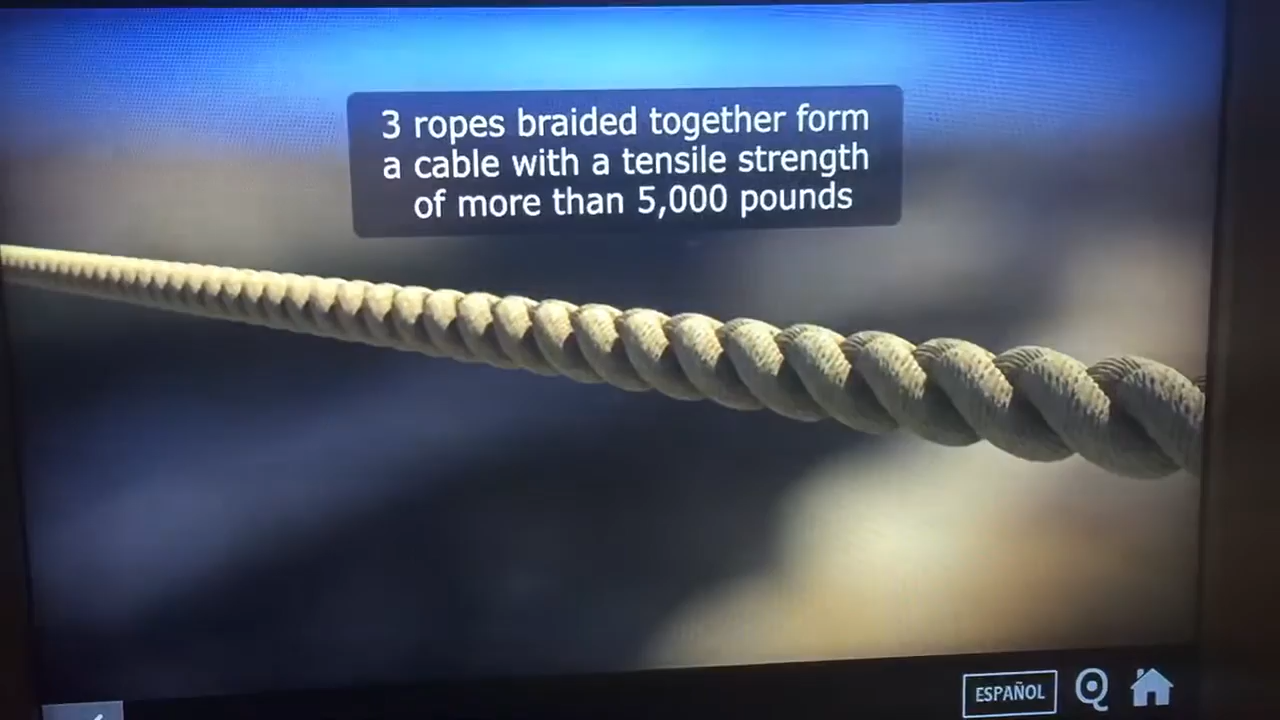 3 ropes braided together form
a cable with a tensile strength
of more than 5,000 pounds
ESPAÑOL